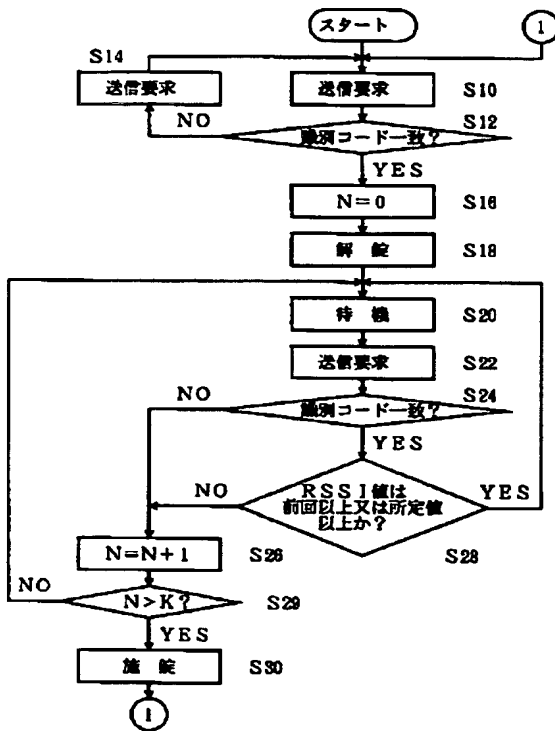 スタート
1
S14
送信要求
送信要求
S10
NO
S12
識別コード一致?
YES
N=0
S16
解 錠
S18
待 機
S20
送信要求
S22
NO
S24
識別コード一致?
YES
NO
RSSI値は
前回以上又は所定値
以上か?
YES
S28
N=N+1
S26
NO
N>K?
S29
YES
施 錠
S30
1